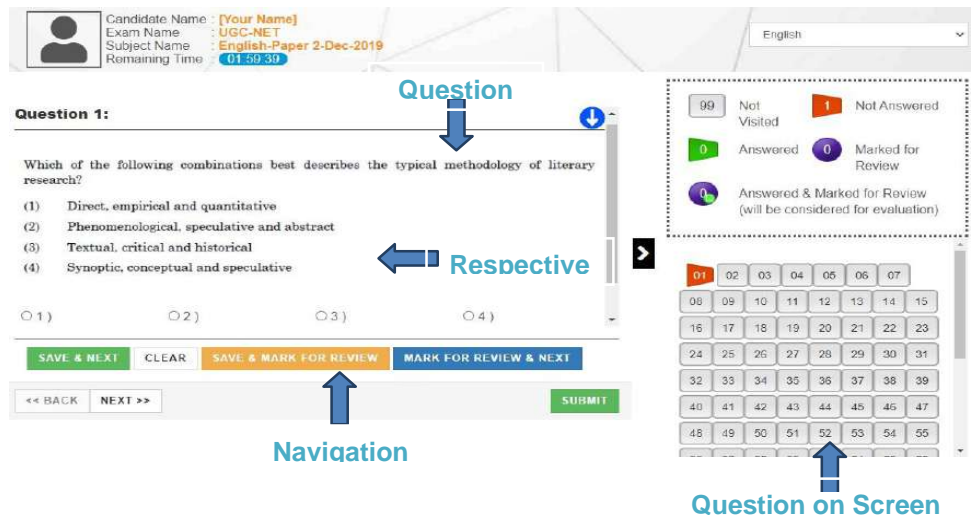 Candidate Name : [Your Name]
Exam Name : UGC-NET
Subject Name : English-Paper 2-Dec-2019
Remaining Time : 01:59:39
English
Question
Question 1:
Which of the following combinations best describes the typical methodology of literary
research?
(1) Direct, empirical and quantitative
(2) Phenomenological, speculative and abstract
(3) Textual, critical and historical
(4) Synoptic, conceptual and speculative
Respective
1 ) 2 ) 3 ) 4 )
SAVE & NEXT CLEAR SAVE & MARK FOR REVIEW MARK FOR REVIEW & NEXT
<< BACK NEXT >> SUBMIT
Navigation
99 Not Visited 1 Not Answered
0 Answered 0 Marked for Review
0 Answered & Marked for Review
(will be considered for evaluation)
01 02 03 04 05 06 07
08 09 10 11 12 13 14 15
16 17 18 19 20 21 22 23
24 25 26 27 28 29 30 31
32 33 34 35 36 37 38 39
40 41 42 43 44 45 46 47
48 49 50 51 52 53 54 55
Question on Screen